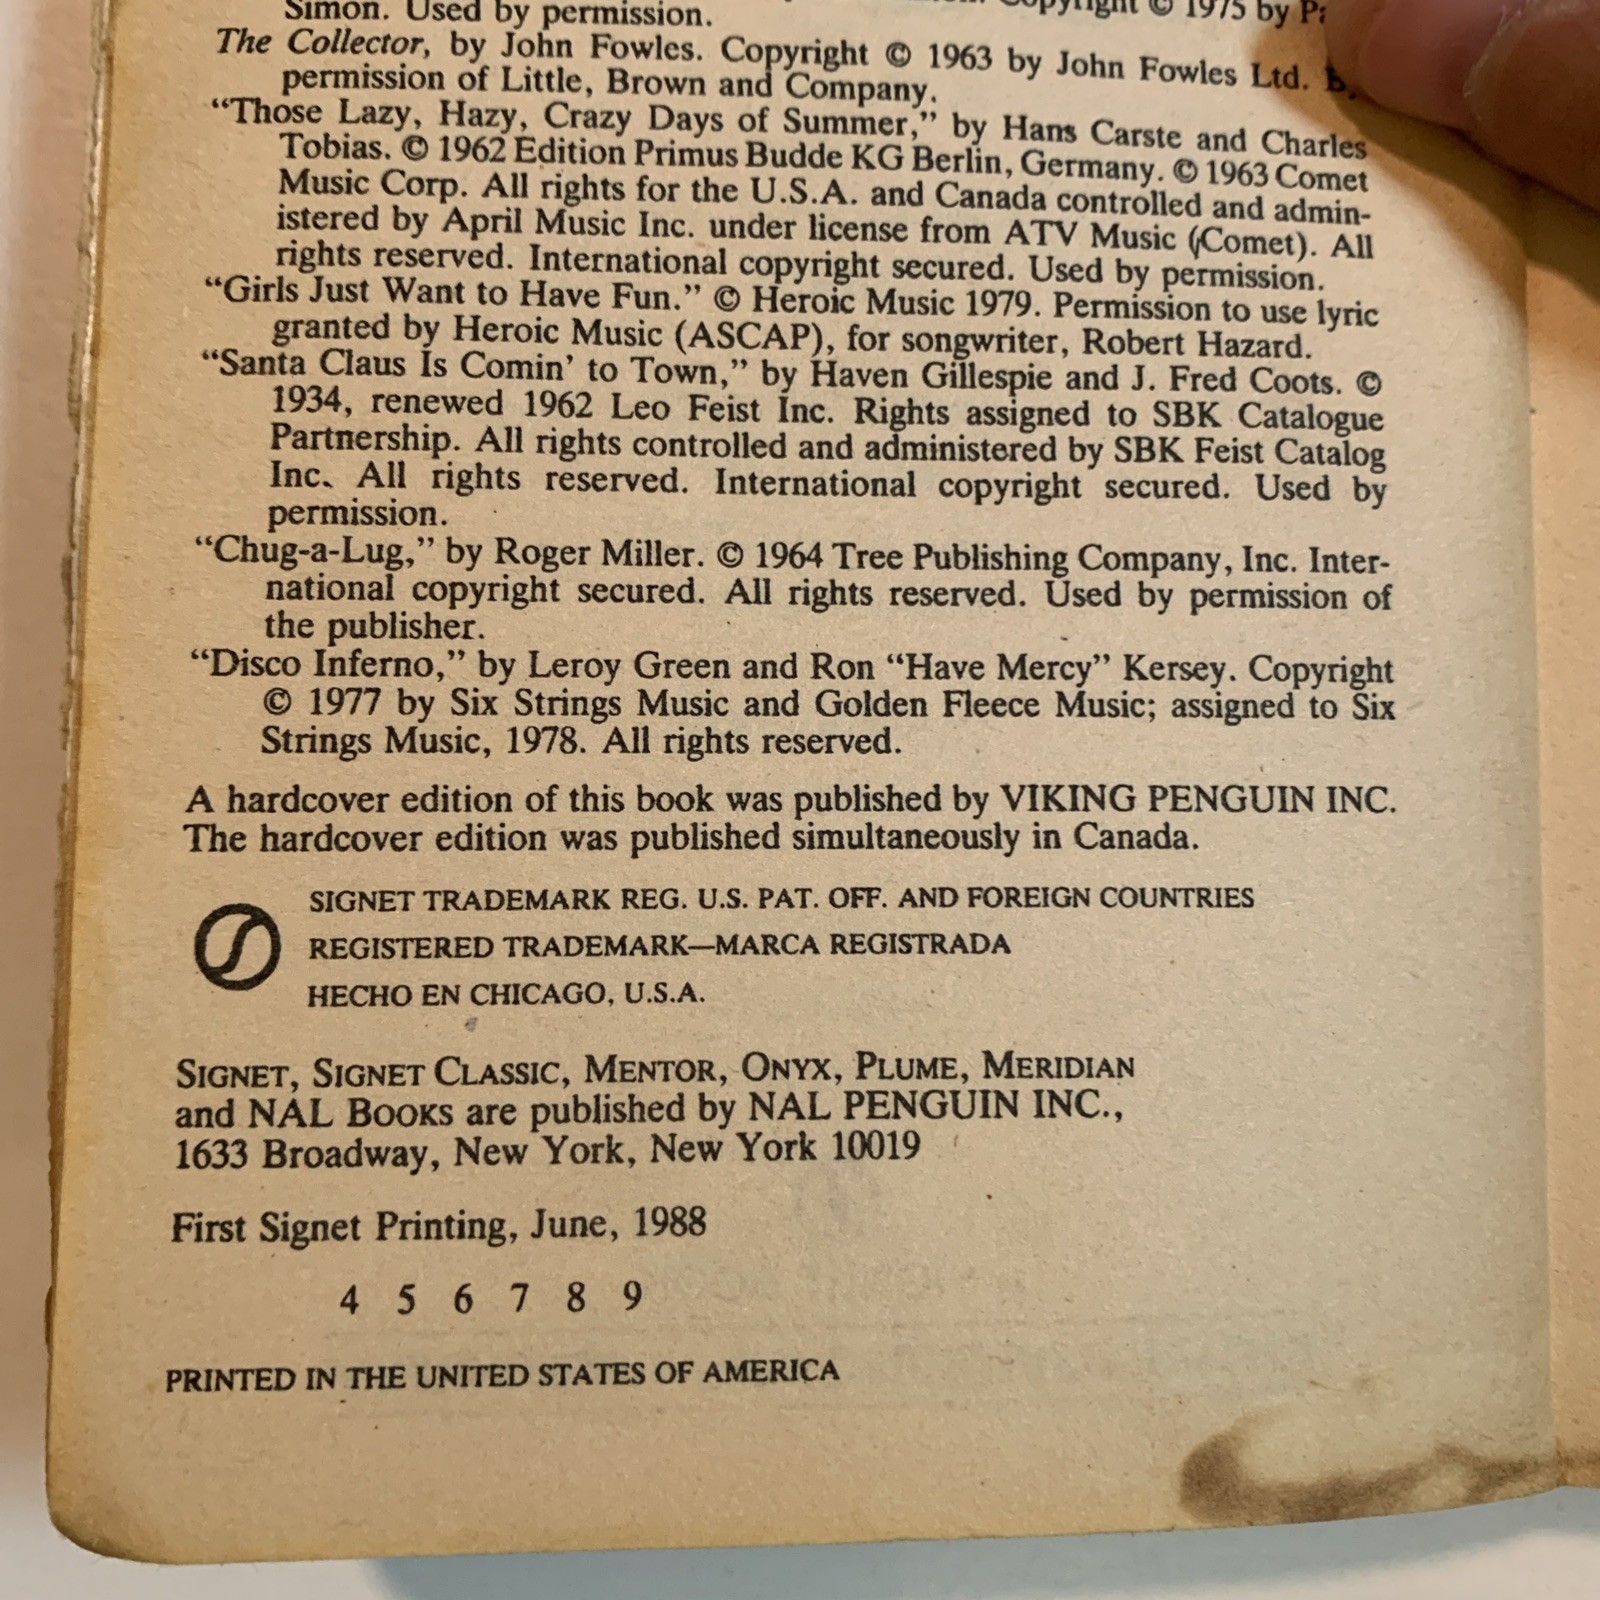 Simon. Used by permission. Copyright © 1975 by
The Collector, by John Fowles. Copyright © 1963 by John Fowles Ltd.
permission of Little, Brown and Company.
“Those Lazy, Hazy, Crazy Days of Summer,” by Hans Carste and Charles
Tobias. © 1962 Edition Primus Budde KG Berlin, Germany. © 1963 Comet
Music Corp. All rights for the U.S.A. and Canada controlled and admin-
istered by April Music Inc. under license from ATV Music (Comet). All
rights reserved. International copyright secured. Used by permission.
“Girls Just Want to Have Fun.” © Heroic Music 1979. Permission to use lyric
granted by Heroic Music (ASCAP), for songwriter, Robert Hazard.
“Santa Claus Is Comin’ to Town,” by Haven Gillespie and J. Fred Coots. ©
1934, renewed 1962 Leo Feist Inc. Rights assigned to SBK Catalogue
Partnership. All rights controlled and administered by SBK Feist Catalog
Inc. All rights reserved. International copyright secured. Used by
permission.
“Chug-a-Lug,” by Roger Miller. © 1964 Tree Publishing Company, Inc. Inter-
national copyright secured. All rights reserved. Used by permission of
the publisher.
“Disco Inferno,” by Leroy Green and Ron “Have Mercy” Kersey. Copyright
© 1977 by Six Strings Music and Golden Fleece Music; assigned to Six
Strings Music, 1978. All rights reserved.
A hardcover edition of this book was published by VIKING PENGUIN INC.
The hardcover edition was published simultaneously in Canada.
SIGNET TRADEMARK REG. U.S. PAT. OFF. AND FOREIGN COUNTRIES
REGISTERED TRADEMARK—MARCA REGISTRADA
HECHO EN CHICAGO, U.S.A.
SIGNET, SIGNET CLASSIC, MENTOR, ONYX, PLUME, MERIDIAN
and NAL BOOKS are published by NAL PENGUIN INC.,
1633 Broadway, New York, New York 10019
First Signet Printing, June, 1988
4 5 6 7 8 9
PRINTED IN THE UNITED STATES OF AMERICA